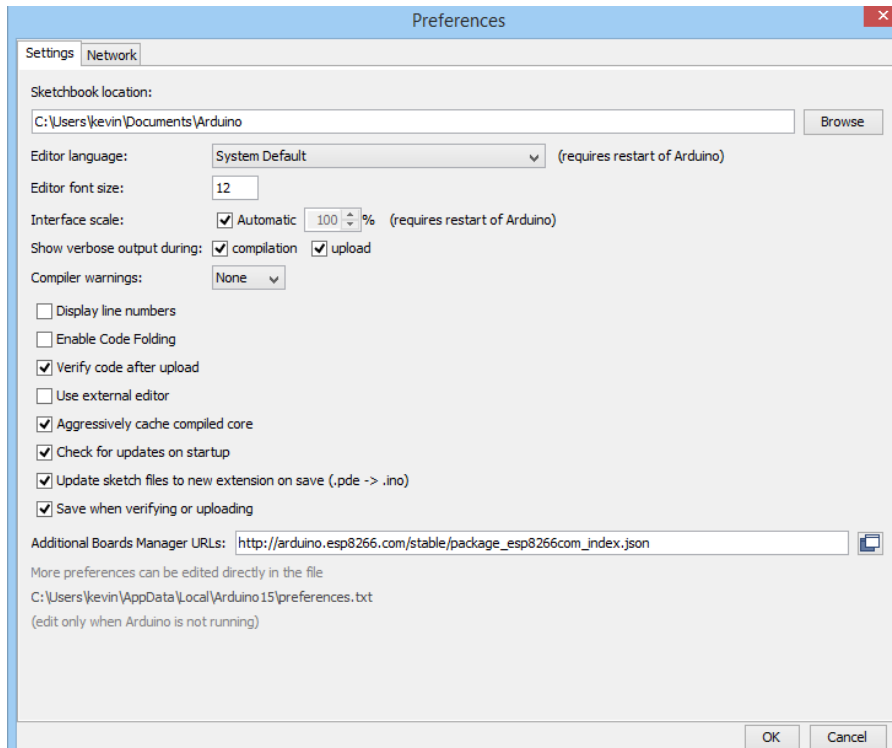 Preferences
Settings Network
Sketchbook location:
C:\Users\kevin\Documents\Arduino Browse
Editor language: System Default (requires restart of Arduino)
Editor font size: 12
Interface scale: Automatic 100 % (requires restart of Arduino)
Show verbose output during: compilation upload
Compiler warnings: None
Display line numbers
Enable Code Folding
Verify code after upload
Use external editor
Aggressively cache compiled core
Check for updates on startup
Update sketch files to new extension on save (.pde -> .ino)
Save when verifying or uploading
Additional Boards Manager URLs: http://arduino.esp8266.com/stable/package_esp8266com_index.json
More preferences can be edited directly in the file
C:\Users\kevin\AppData\Local\Arduino15\preferences.txt
(edit only when Arduino is not running)
OK Cancel